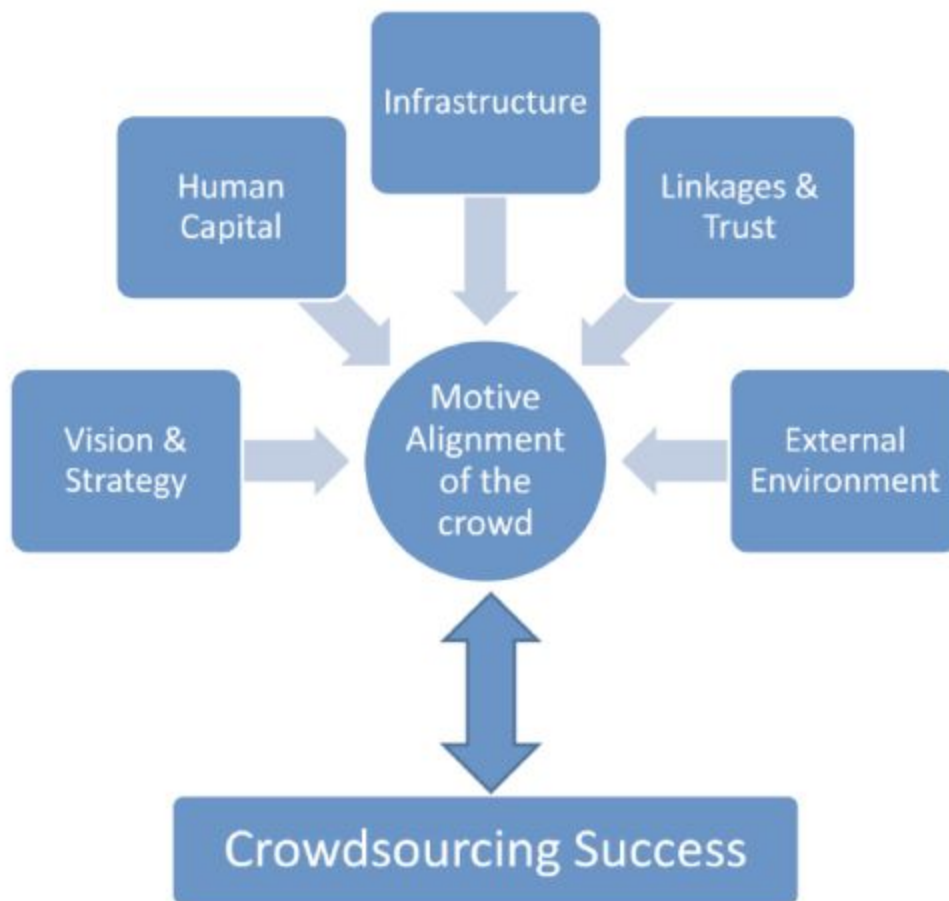 Infrastructure
Human
Capital
Linkages &
Trust
Vision &
Strategy
Motive
Alignment
of the
crowd
External
Environment
Crowdsourcing Success